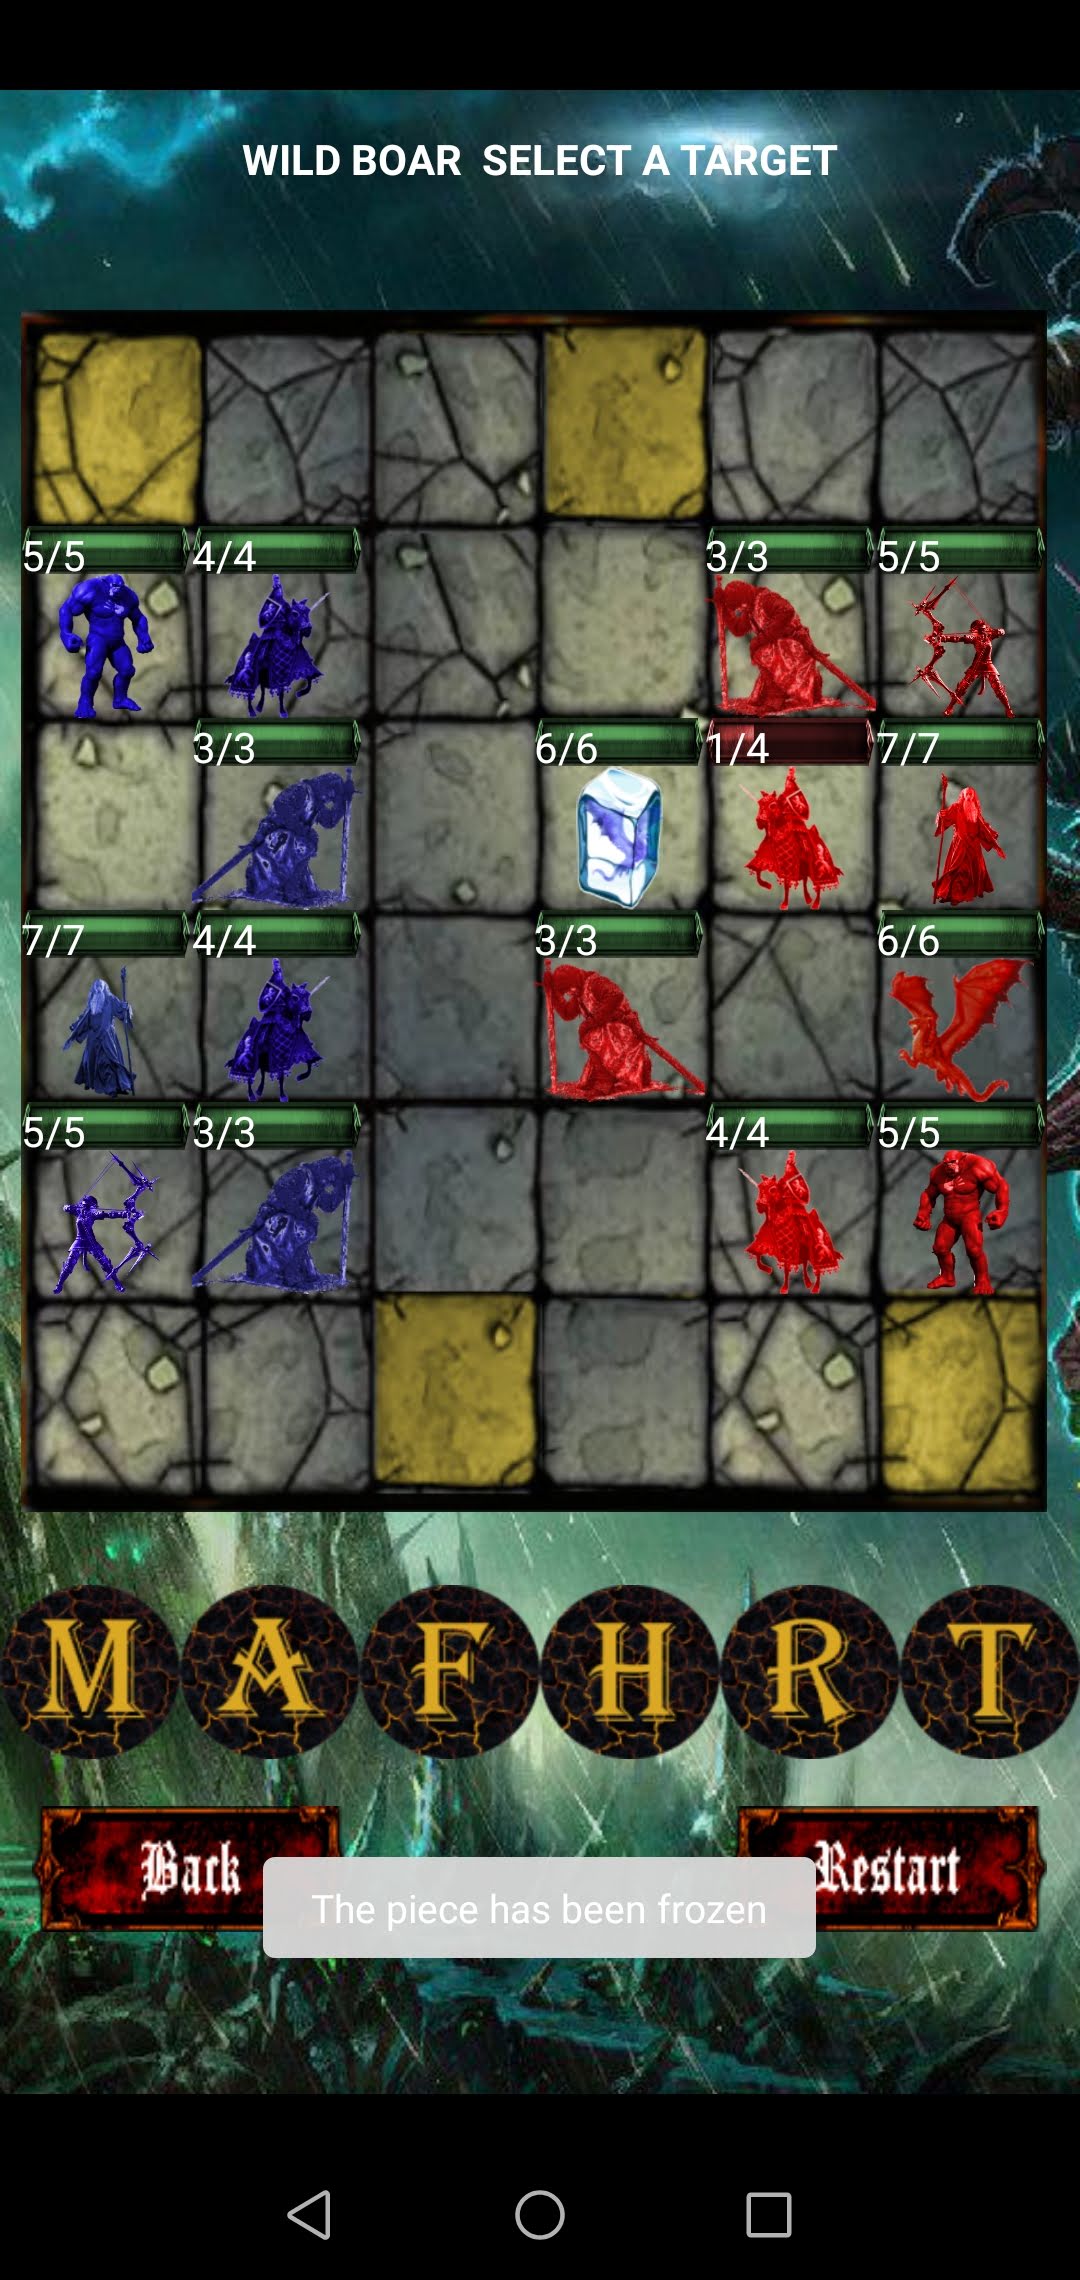 WILD BOAR  SELECT A TARGET
5/5 4/4 3/3 5/5
3/3 6/6 1/4 7/7
7/7 4/4 3/3 6/6
5/5 3/3 4/4 5/5
M A F H R T
Back Restart
The piece has been frozen